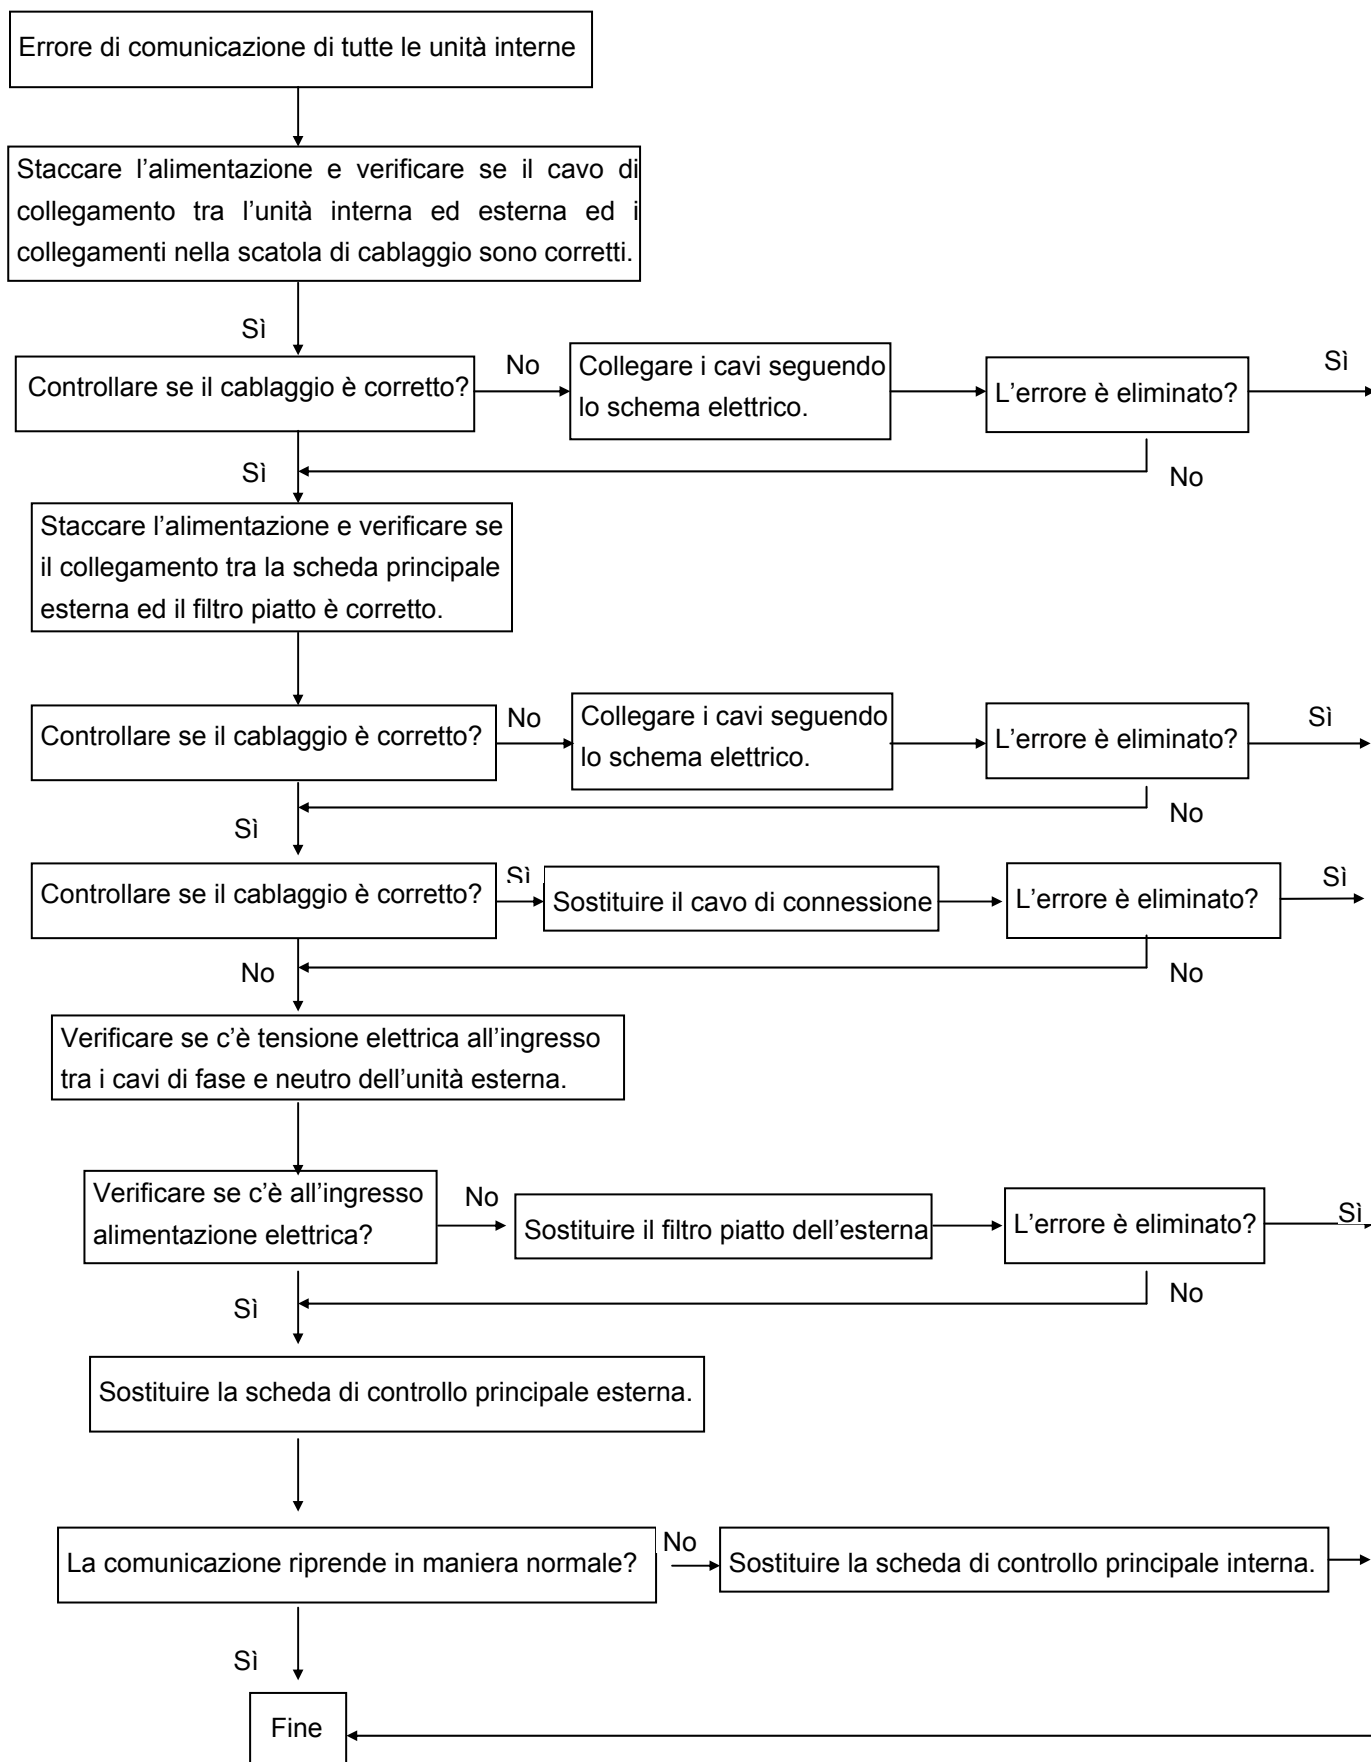 Errore di comunicazione di tutte le unità interne
Staccare l’alimentazione e verificare se il cavo di
collegamento tra l’unità interna ed esterna ed i
collegamenti nella scatola di cablaggio sono corretti.
Sì
Controllare se il cablaggio è corretto?
No
Collegare i cavi seguendo
lo schema elettrico.
L’errore è eliminato?
Sì
Sì
No
Staccare l’alimentazione e verificare se
il collegamento tra la scheda principale
esterna ed il filtro piatto è corretto.
Controllare se il cablaggio è corretto?
No
Collegare i cavi seguendo
lo schema elettrico.
L’errore è eliminato?
Sì
No
Sì
Controllare se il cablaggio è corretto?
Sì
Sostituire il cavo di connessione
L’errore è eliminato?
Sì
No
No
Verificare se c’è tensione elettrica all’ingresso
tra i cavi di fase e neutro dell’unità esterna.
Verificare se c’è all’ingresso
alimentazione elettrica?
No
Sostituire il filtro piatto dell’esterna
L’errore è eliminato?
Sì
Sì
No
Sostituire la scheda di controllo principale esterna.
La comunicazione riprende in maniera normale?
No
Sostituire la scheda di controllo principale interna.
Sì
Fine